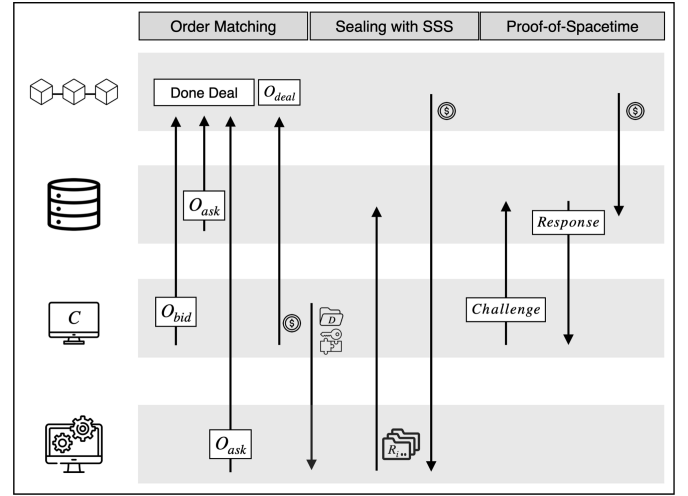 Order Matching
Sealing with SSS
Proof-of-Spacetime
Done Deal
O_deal
$
$
O_ask
Response
C
O_bid
$
D
Challenge
O_ask
R_i..